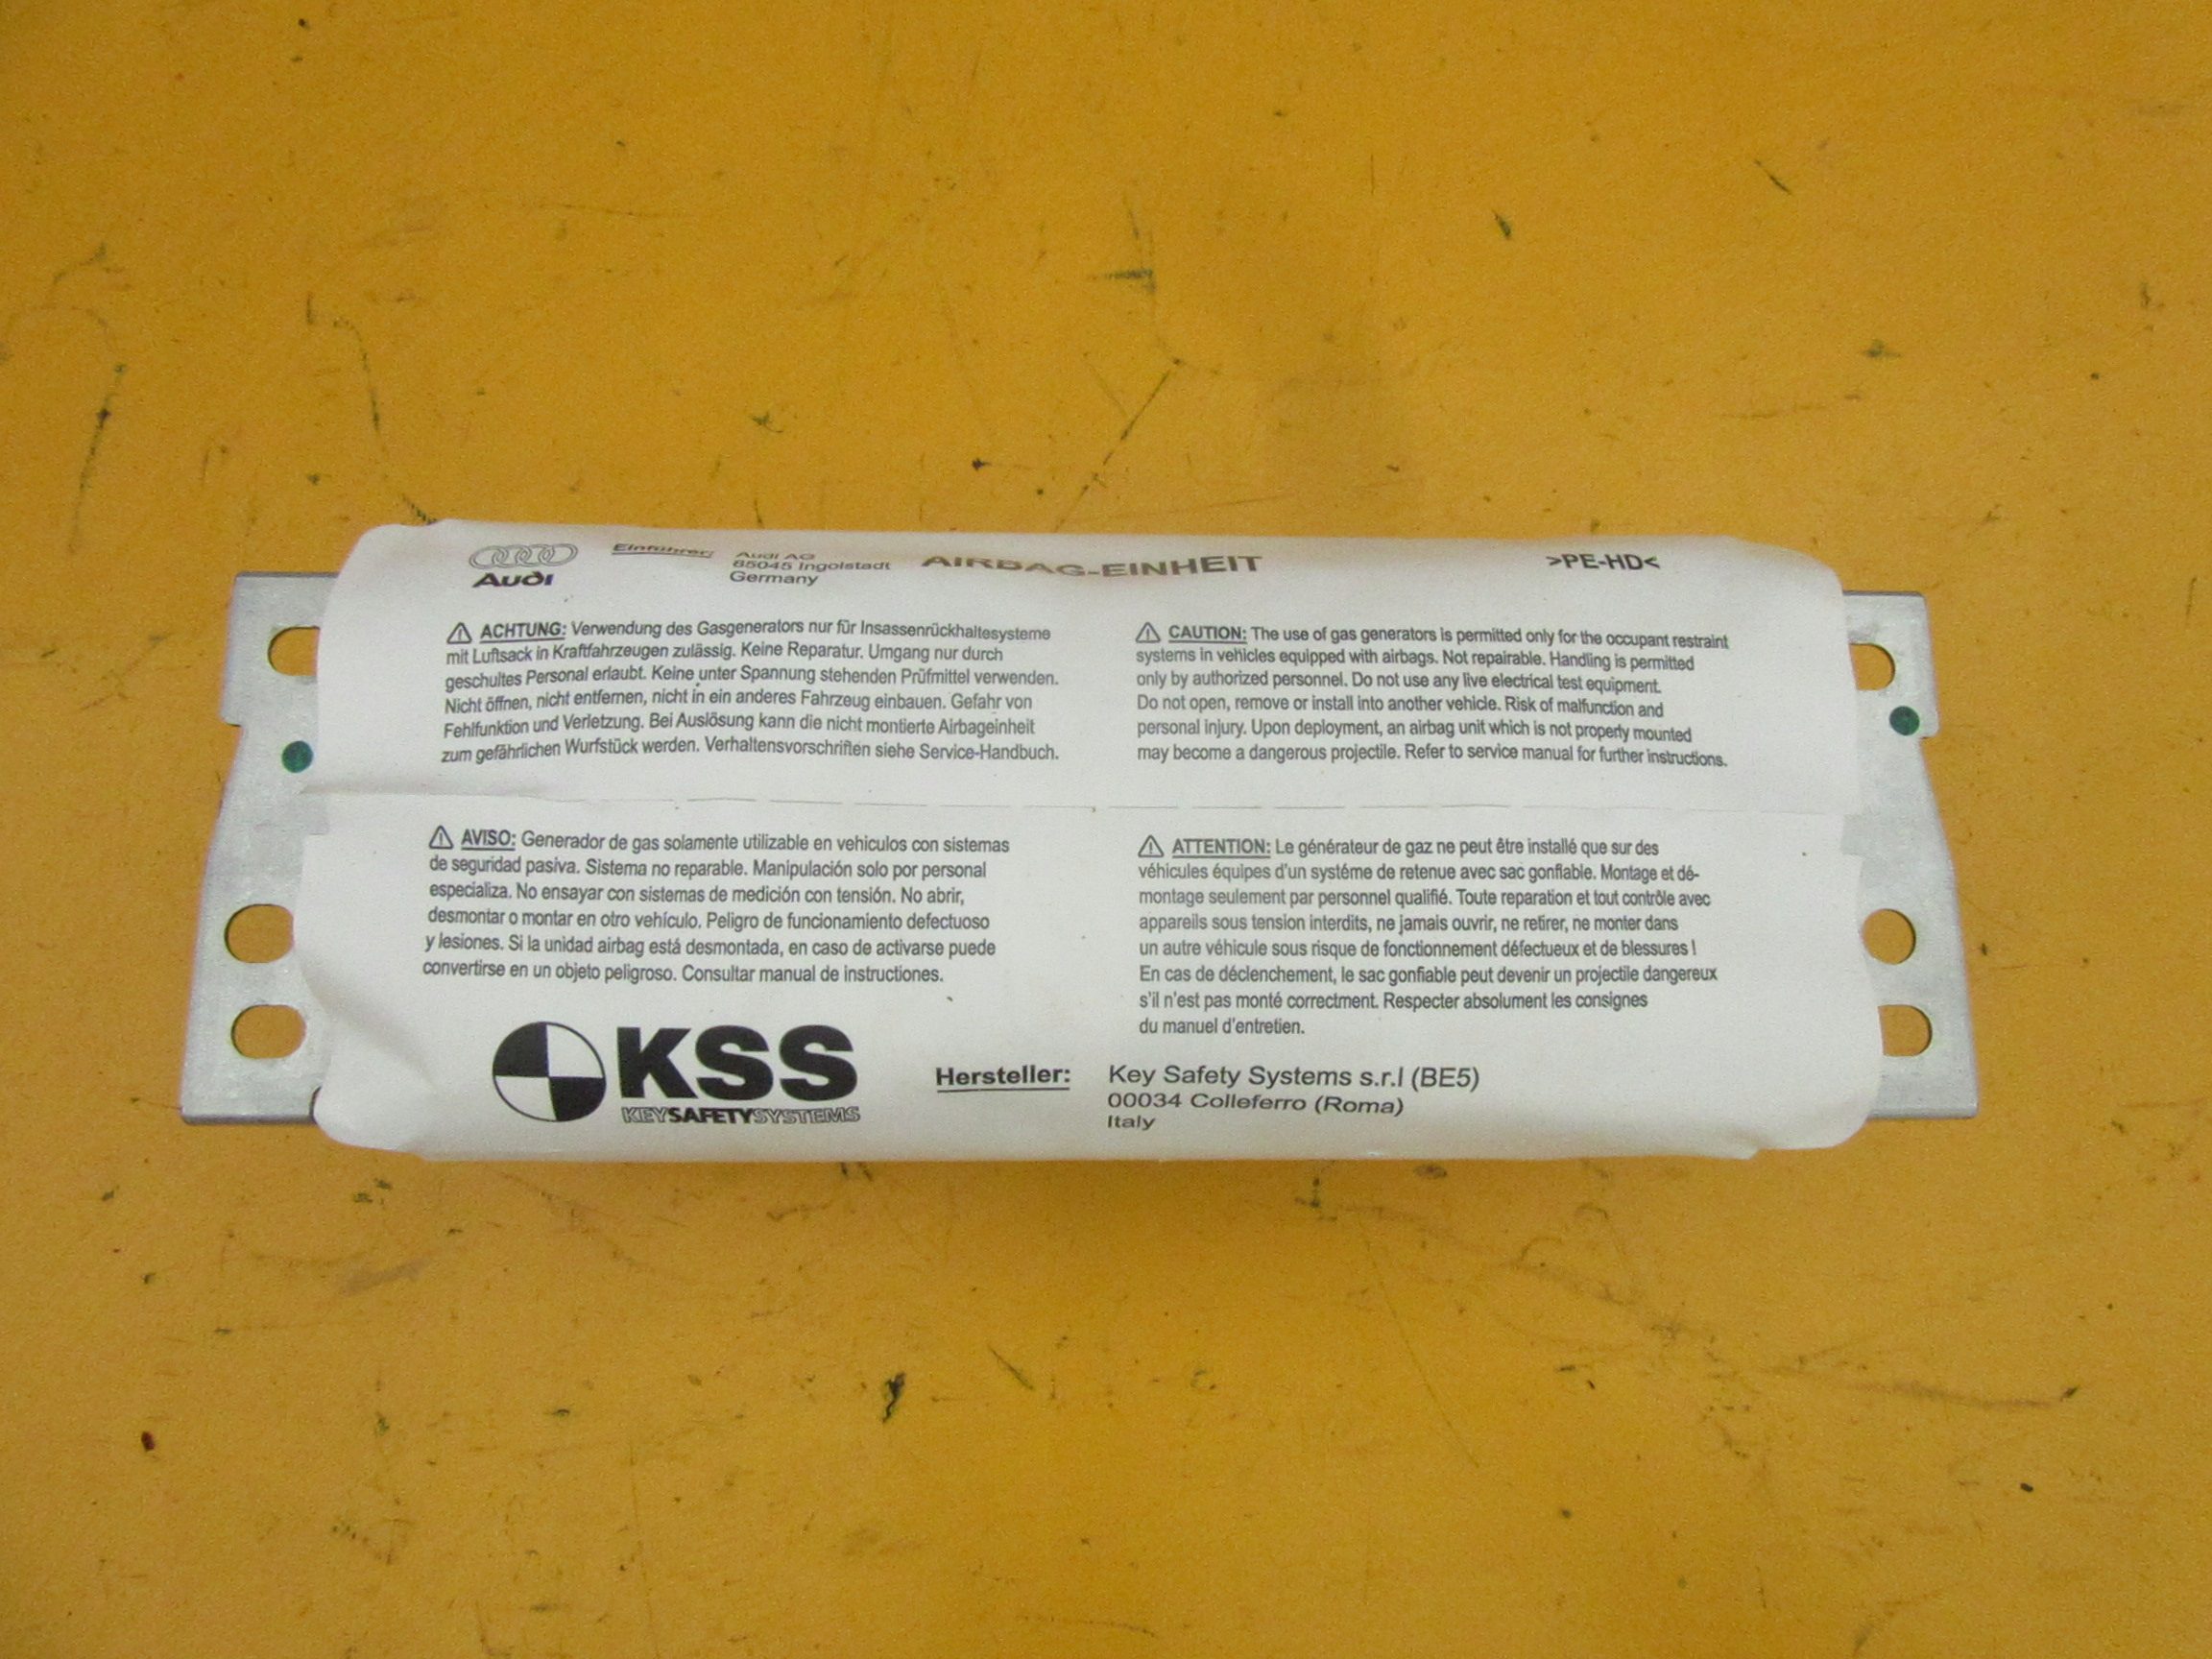 Audi
Einführer: Audi AG
85045 Ingolstadt
Germany
AIRBAG-EINHEIT
>PE-HD<
⚠ ACHTUNG: Verwendung des Gasgenerators nur für Insassenrückhaltesysteme
mit Luftsack in Kraftfahrzeugen zulässig. Keine Reparatur. Umgang nur durch
geschultes Personal erlaubt. Keine unter Spannung stehenden Prüfmittel verwenden.
Nicht öffnen, nicht entfernen, nicht in ein anderes Fahrzeug einbauen. Gefahr von
Fehlfunktion und Verletzung. Bei Auslösung kann die nicht montierte Airbageinheit
zum gefährlichen Wurfstück werden. Verhaltensvorschriften siehe Service-Handbuch.
⚠ CAUTION: The use of gas generators is permitted only for the occupant restraint
systems in vehicles equipped with airbags. Not repairable. Handling is permitted
only by authorized personnel. Do not use any live electrical test equipment.
Do not open, remove or install into another vehicle. Risk of malfunction and
personal injury. Upon deployment, an airbag unit which is not properly mounted
may become a dangerous projectile. Refer to service manual for further instructions.
⚠ AVISO: Generador de gas solamente utilizable en vehiculos con sistemas
de seguridad pasiva. Sistema no reparable. Manipulación solo por personal
especializa. No ensayar con sistemas de medición con tensión. No abrir,
desmontar o montar en otro vehículo. Peligro de funcionamiento defectuoso
y lesiones. Si la unidad airbag está desmontada, en caso de activarse puede
convertirse en un objeto peligroso. Consultar manual de instructiones.
⚠ ATTENTION: Le générateur de gaz ne peut être installé que sur des
véhicules équipes d'un systéme de retenue avec sac gonflable. Montage et dé-
montage seulement par personnel qualifié. Toute reparation et tout contrôle avec
appareils sous tension interdits, ne jamais ouvrir, ne retirer, ne monter dans
un autre véhicule sous risque de fonctionnement défectueux et de blessures !
En cas de déclenchement, le sac gonflable peut devenir un projectile dangereux
s'il n'est pas monté correctment. Respecter absolument les consignes
du manuel d'entretien.
KSS
KEYSAFETYSYSTEMS
Hersteller: Key Safety Systems s.r.l (BE5)
00034 Colleferro (Roma)
Italy